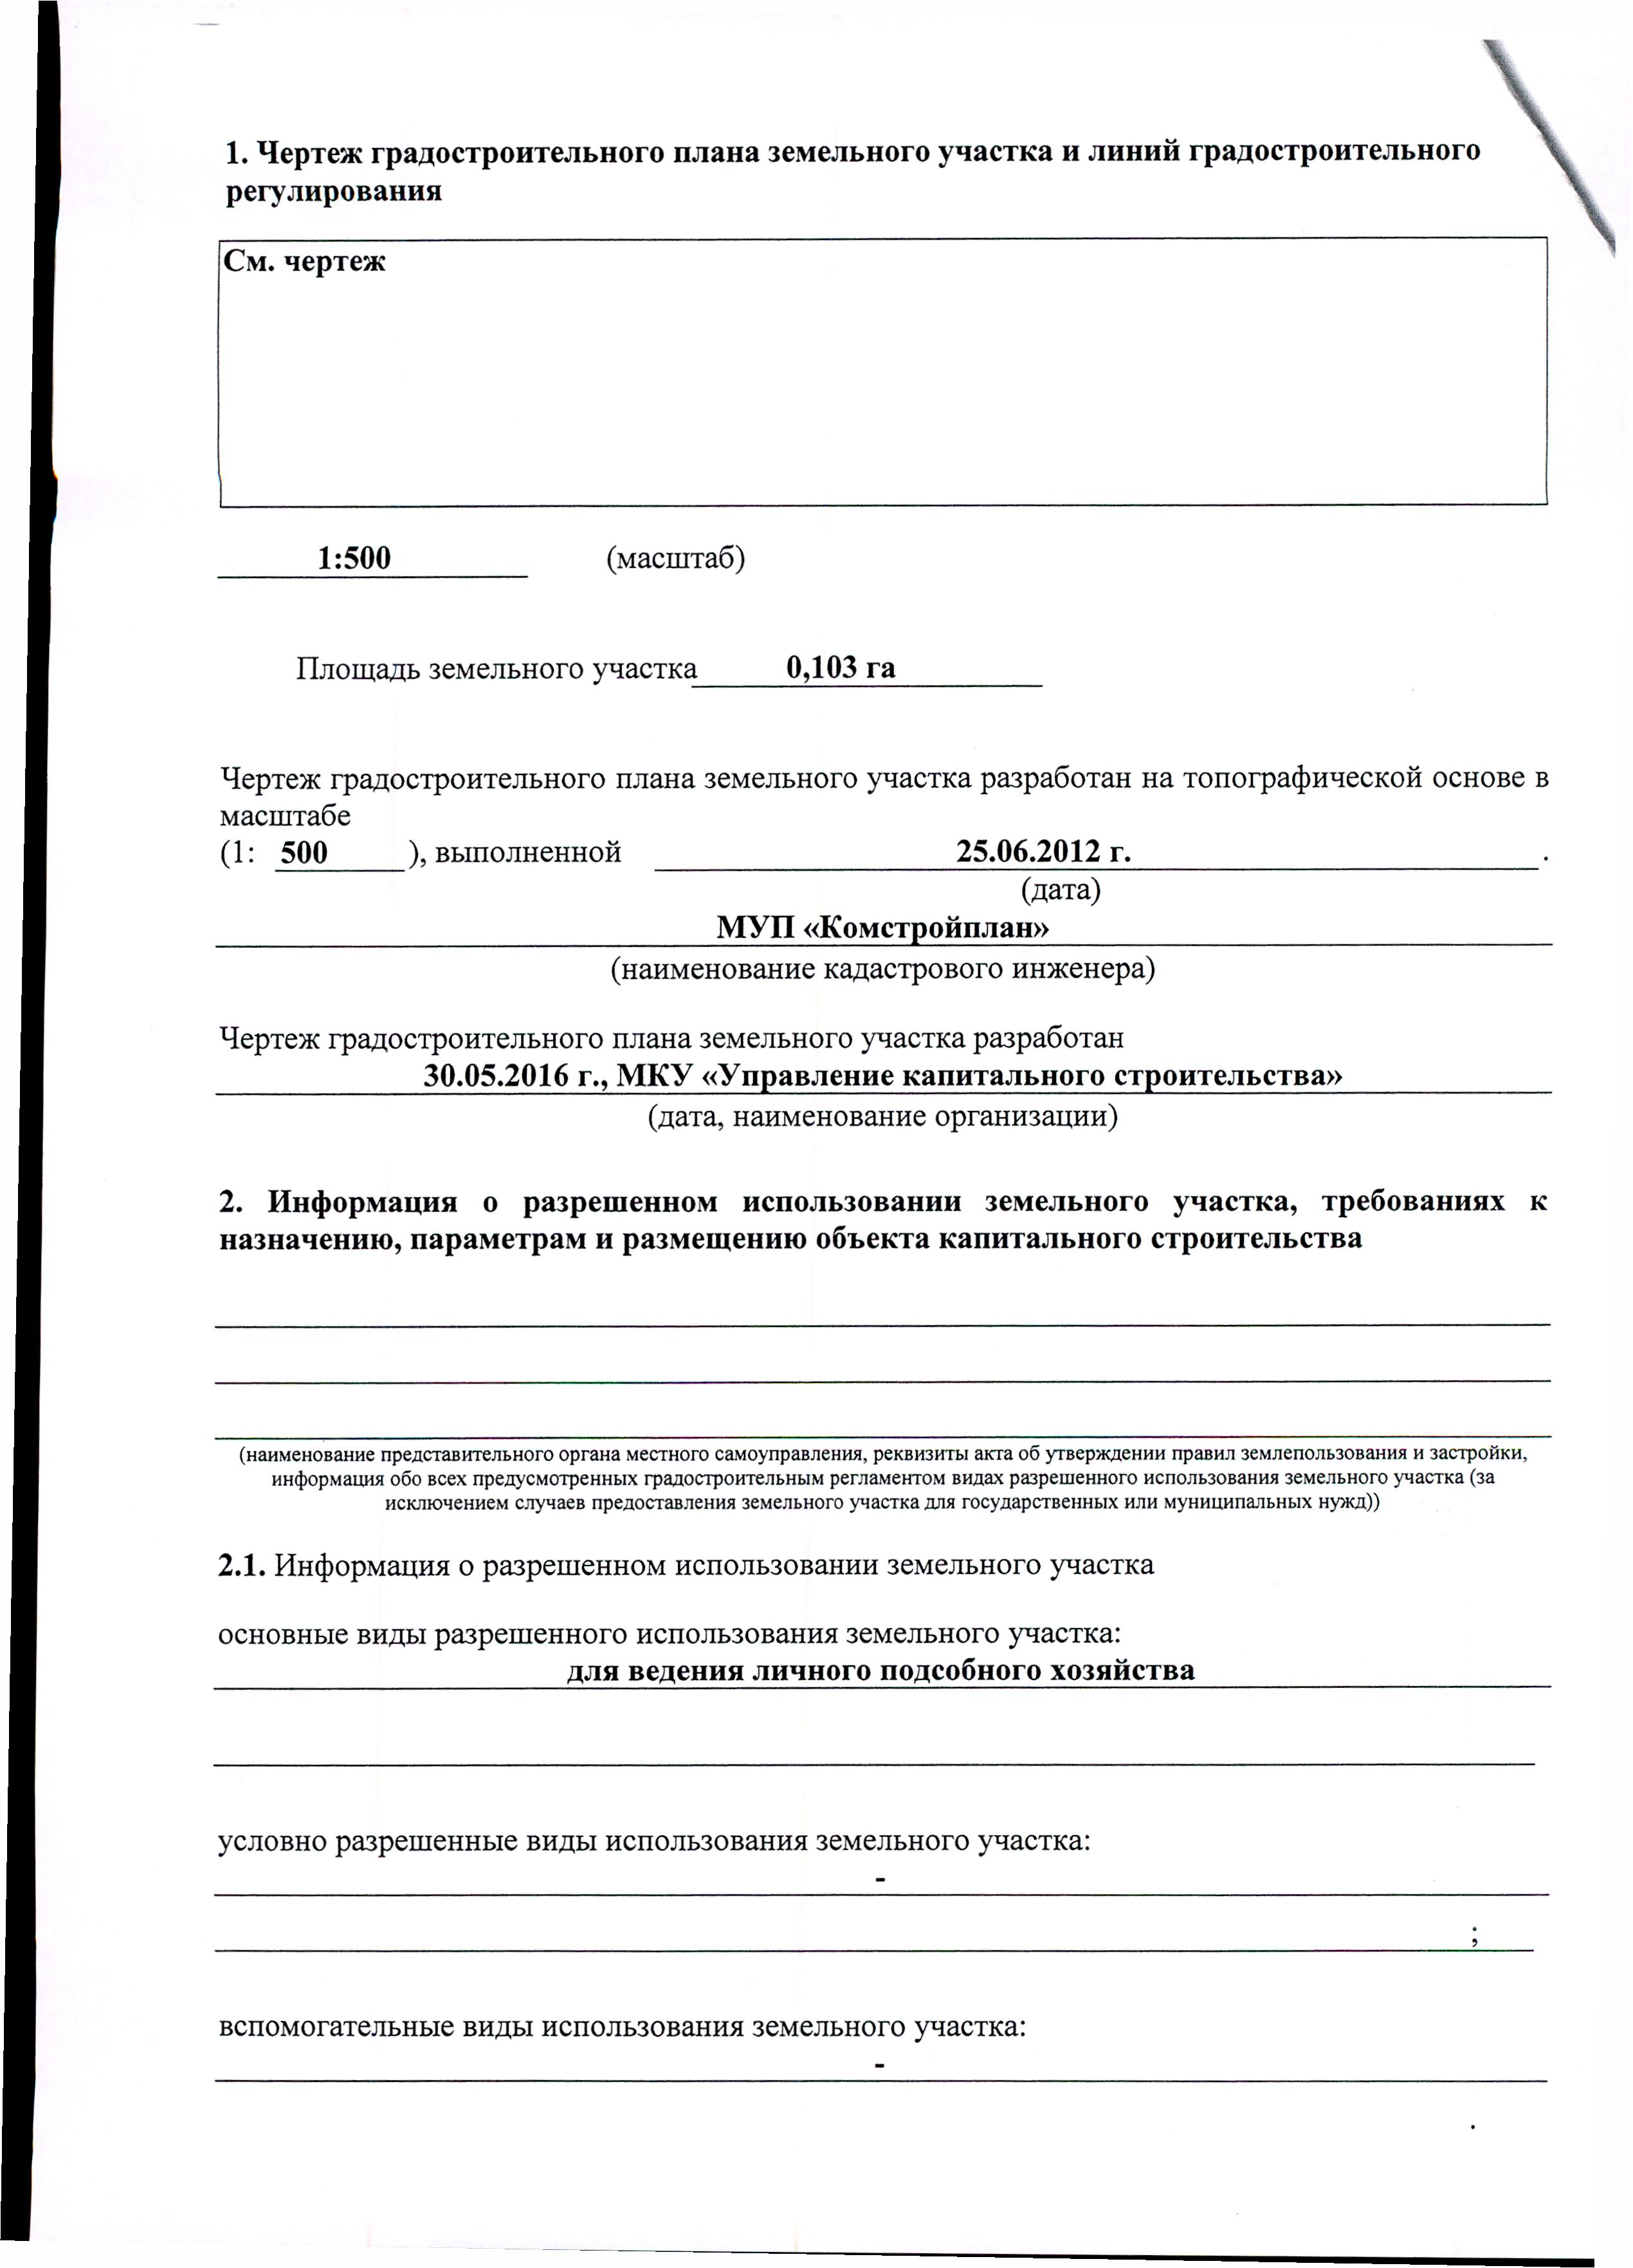 1. Чертеж градостроительного плана земельного участка и линий градостроительного
регулирования
См. чертеж
1:500 (масштаб)
Площадь земельного участка 0,103 га
Чертеж градостроительного плана земельного участка разработан на топографической основе в
масштабе
(1: 500 ), выполненной 25.06.2012 г. .
(дата)
МУП «Комстройплан»
(наименование кадастрового инженера)
Чертеж градостроительного плана земельного участка разработан
30.05.2016 г., МКУ «Управление капитального строительства»
(дата, наименование организации)
2. Информация о разрешенном использовании земельного участка, требованиях к
назначению, параметрам и размещению объекта капитального строительства
(наименование представительного органа местного самоуправления, реквизиты акта об утверждении правил землепользования и застройки,
информация обо всех предусмотренных градостроительным регламентом видах разрешенного использования земельного участка (за
исключением случаев предоставления земельного участка для государственных или муниципальных нужд))
2.1. Информация о разрешенном использовании земельного участка
основные виды разрешенного использования земельного участка:
для ведения личного подсобного хозяйства
условно разрешенные виды использования земельного участка:
-
;
вспомогательные виды использования земельного участка:
-
.